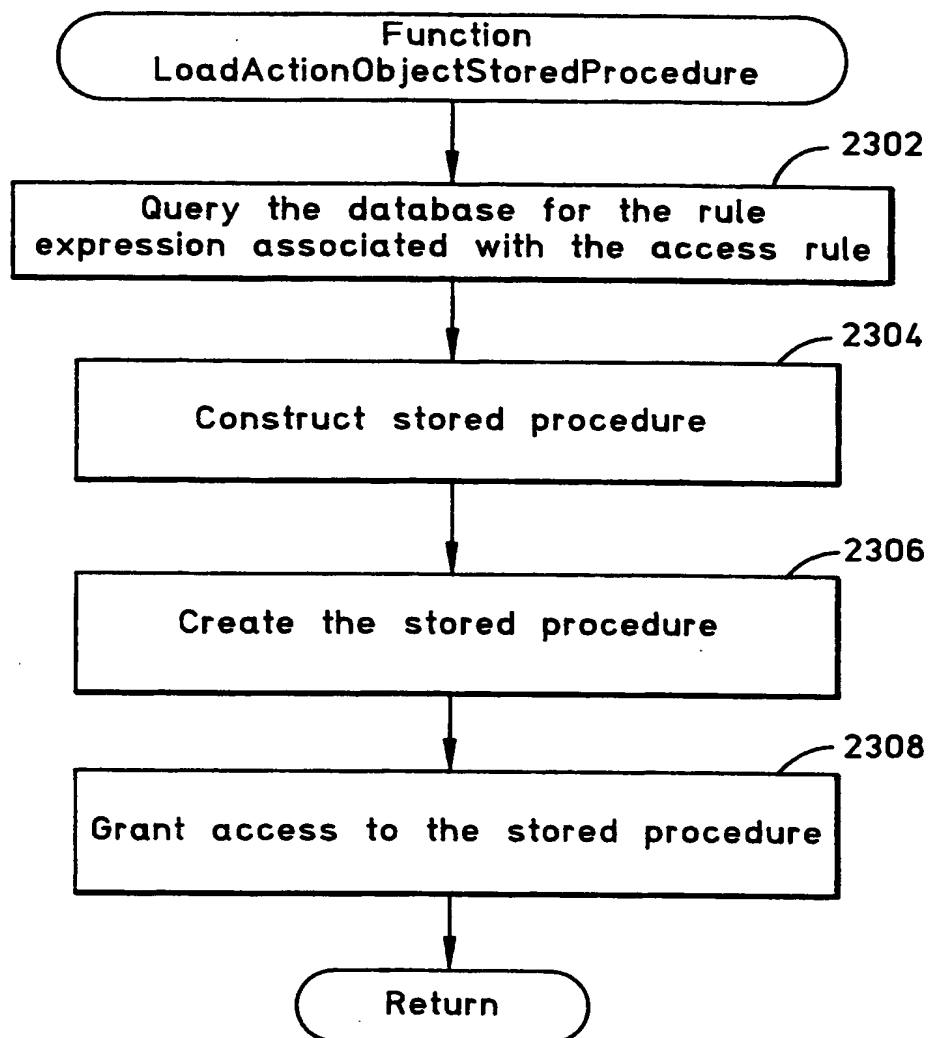 Function
LoadActionObjectStoredProcedure
2302
Query the database for the rule
expression associated with the access rule
2304
Construct stored procedure
2306
Create the stored procedure
2308
Grant access to the stored procedure
Return